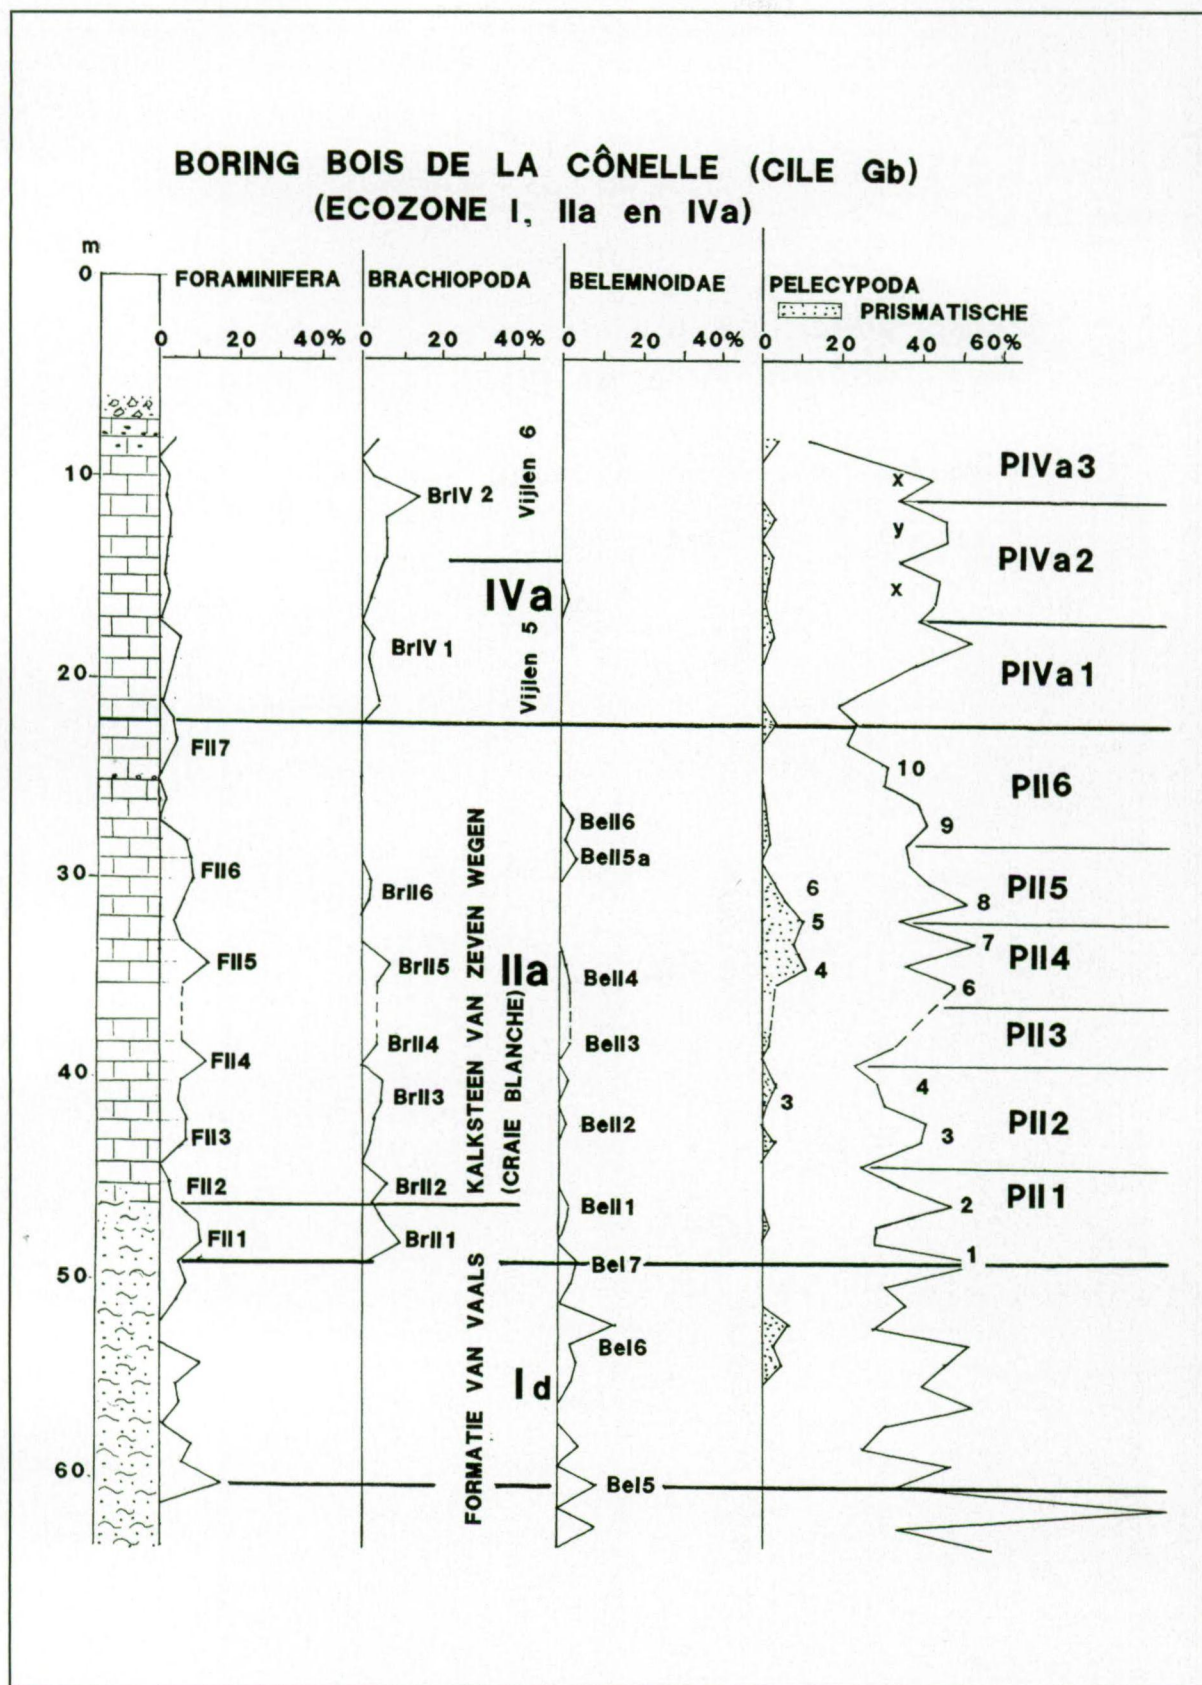 BORING BOIS DE LA CÔNELLE (CILE Gb)
(ECOZONE I, IIa en IVa)
m
FORAMINIFERA
BRACHIOPODA
BELEMNOIDAE
PELECYPODA
PRISMATISCHE
0 20 40%
0 20 40%
0 20 40
0 20 40 60%
0
10
20
30
40
50
60
FII7
FII6
FII5
FII4
FII3
FII2
FII1
BrIV 2
BrIV 1
BrII6
BrII5
BrII4
BrII3
BrII2
BrII1
Vijlen 6
IVa
Vijlen 5
KALKSTEEN VAN ZEVEN WEGEN
(CRAIE BLANCHE)
IIa
FORMATIE VAN VAALS
Id
BeII6
BeII5a
BeII4
BeII3
BeII2
BeII1
BeI7
BeI6
BeI5
6
5
4
3
x
y
x
10
9
8
7
6
4
3
2
1
PIVa3
PIVa2
PIVa1
PII6
PII5
PII4
PII3
PII2
PII1